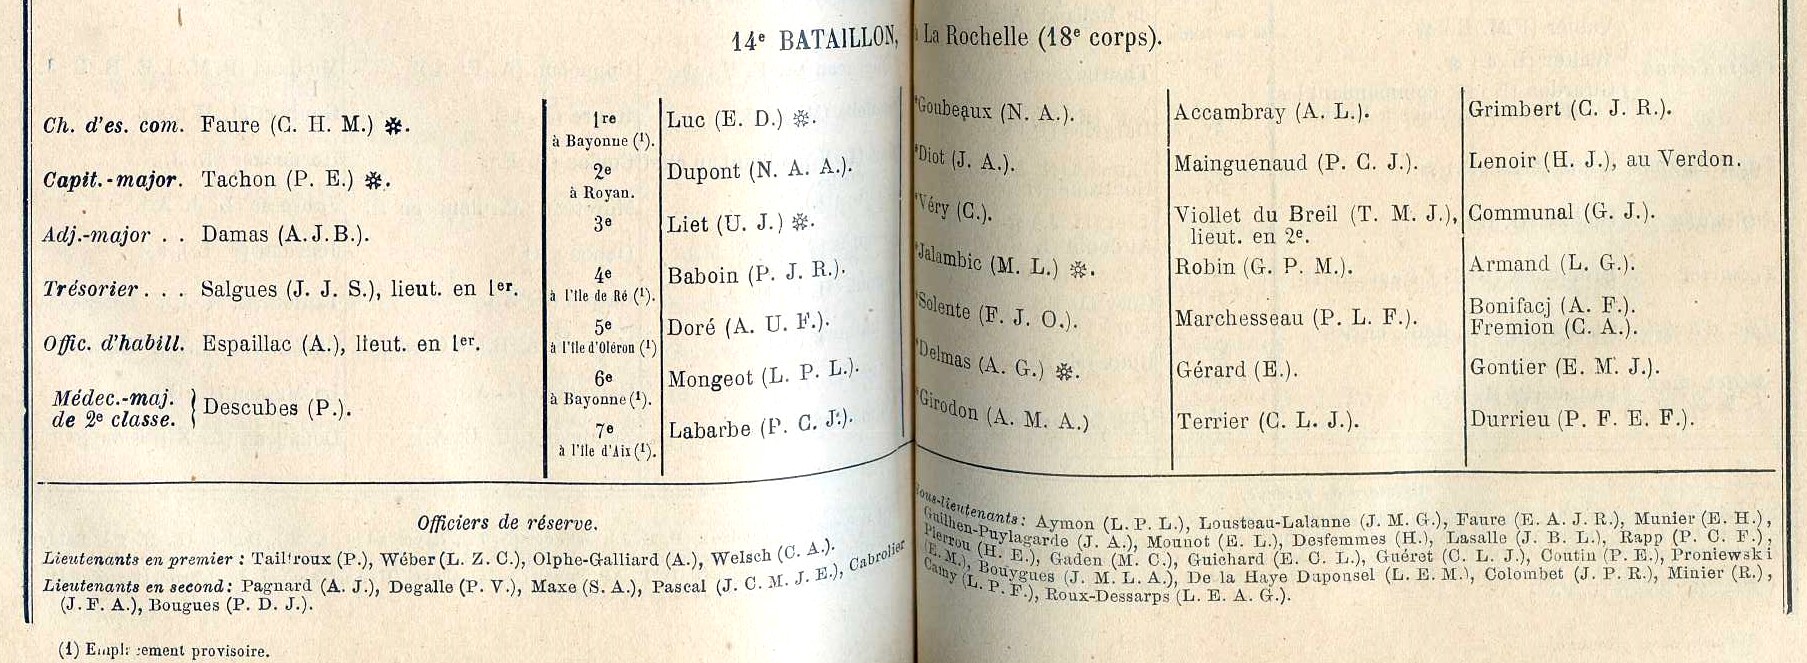 14e BATAILLON, à La Rochelle (18e corps).
Ch. d'es. com. Faure (C. H. M.) ✻.
Capit.-major. Tachon (P. E.) ✻.
Adj.-major . . Damas (A. J. B.).
Trésorier . . . Salgues (J. J. S.), lieut. en 1er.
Offic. d'habill. Espaillac (A.), lieut. en 1er.
Médec.-maj.
de 2e classe. } Descubes (P.).
1re Luc (E. D.) ✻. *Goubeaux (N. A.). Accambray (A. L.). Grimbert (C. J. R.).
à Bayonne (1).
2e Dupont (N. A. A.). *Diot (J. A.). Mainguenaud (P. C. J.). Lenoir (H. J.), au Verdon.
à Royan.
3e Liet (U. J.) ✻. *Véry (C.). Viollet du Breil (T. M. J.), Communal (G. J.).
lieut. en 2e.
4e Baboin (P. J. R.). *Jalambic (M. L.) ✻. Robin (G. P. M.). Armand (L. G.).
à l'Ile de Ré (1).
5e Doré (A. U. F.). *Solente (F. J. O.). Marchesseau (P. L. F.). Bonifacj (A. F.).
à l'Ile d'Oléron (1) Fremion (C. A.).
6e Mongeot (L. P. L.). *Delmas (A. G.) ✻. Gérard (E.). Gontier (E. M. J.).
à Bayonne (1).
7e Labarbe (P. C. J.). *Girodon (A. M. A.) Terrier (C. L. J.). Durrieu (P. F. E. F.).
à l'Ile d'Aix (1).
Officiers de réserve.
Lieutenants en premier : Tailtroux (P.), Wéber (L. Z. C.), Olphe-Galliard (A.), Welsch (C. A.).
Lieutenants en second : Pagnard (A. J.), Degalle (P. V.), Maxe (S. A.), Pascal (J. C. M. J. E.), Cabrolier
(J. F. A.), Bougues (P. D. J.).
Sous-lieutenants : Aymon (L. P. L.), Lousteau-Lalanne (J. M. G.), Faure (E. A. J. R.), Munier (E. H.),
Guilhen-Puylagarde (J. A.), Mounot (E. L.), Desfemmes (H.), Lasalle (J. B. L.), Rapp (P. C. F.),
Pierrou (H. E.), Gaden (M. C.), Guichard (E. C. L.), Guéret (C. L. J.), Coutin (P. E.), Proniewski
(E. M.), Bouygues (J. M. L. A.), De la Haye Duponsel (L. E. M.), Colombet (J. P. R.), Minier (R.),
Camy (L. P. F.), Roux-Dessarps (L. E. A. G.).
(1) Emplacement provisoire.